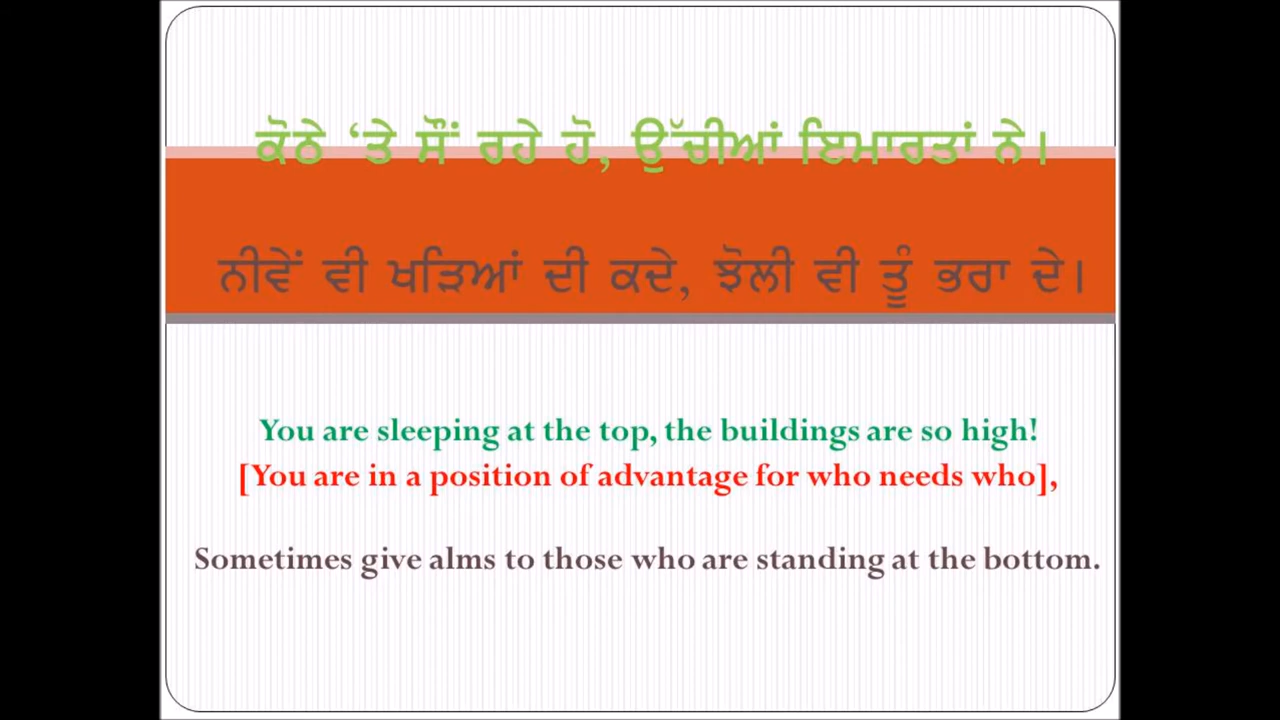 ਕੋਠੇ ‘ਤੇ ਸੌਂ ਰਹੇ ਹੋ, ਉੱਚੀਆਂ ਇਮਾਰਤਾਂ ਨੇ।
ਨੀਵੇਂ ਵੀ ਖੜਿਆਂ ਦੀ ਕਦੇ, ਝੋਲੀ ਵੀ ਤੂੰ ਭਰਾ ਦੇ।
You are sleeping at the top, the buildings are so high!
[You are in a position of advantage for who needs who],
Sometimes give alms to those who are standing at the bottom.